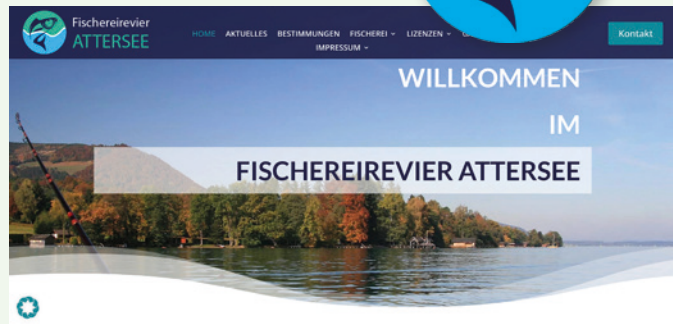 Fischereirevier
ATTERSEE
HOME AKTUELLES BESTIMMUNGEN FISCHEREI LIZENZEN
IMPRESSUM
Kontakt
WILLKOMMEN
IM
FISCHEREIREVIER ATTERSEE